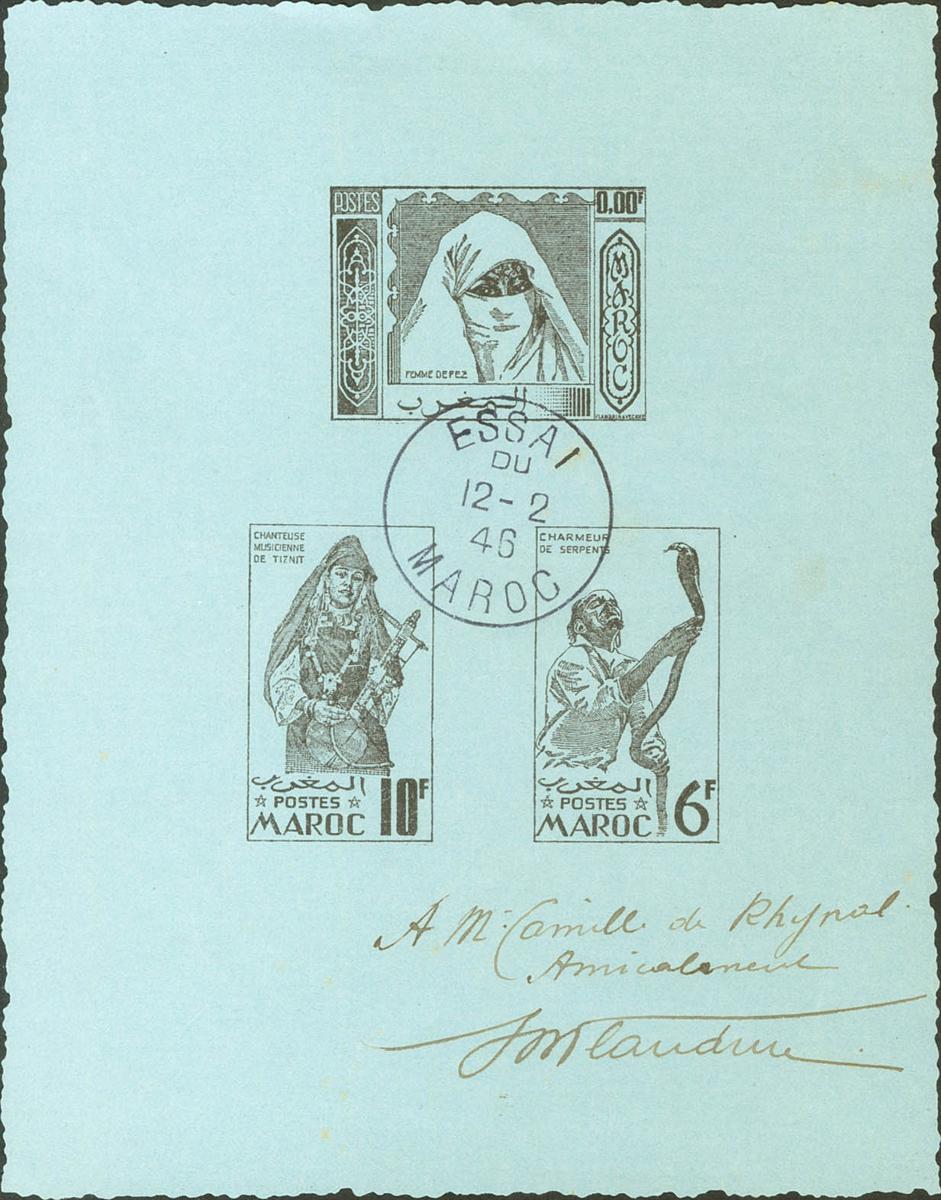 POSTES
0,00F
MAROC
FEMME DE FEZ
المغرب
ESSAI
DU
12-2
46
MAROC
CHANTEUSE
MUSICIENNE
DE TIZNIT
المغرب
☆ POSTES ☆
MAROC 10F
CHARMEUR
DE SERPENTS
المغرب
☆ POSTES ☆
MAROC 6F
A Mr Camille de Rhynal.
Amicalement